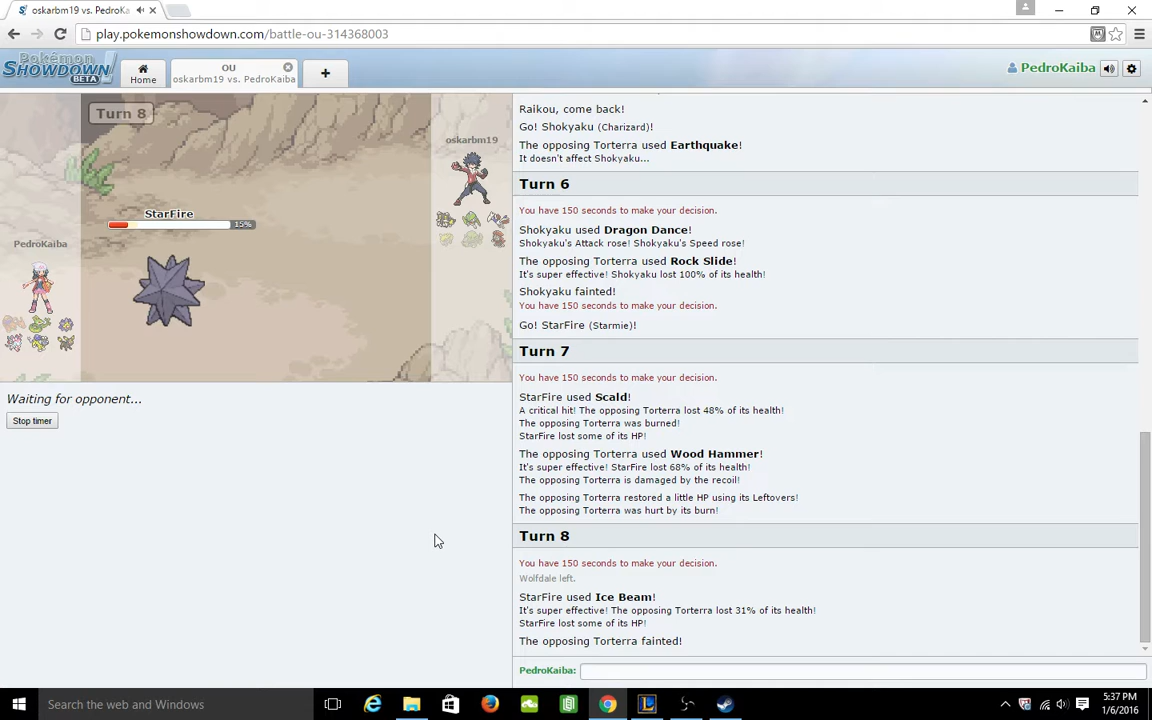 oskarbm19 vs. PedroKa
play.pokemonshowdown.com/battle-ou-314368003
Pokémon
SHOWDOWN!
BETA
Home
OU
oskarbm19 vs. PedroKaiba
+
PedroKaiba
Turn 8
oskarbm19
StarFire
15%
PedroKaiba
Waiting for opponent...
Stop timer
Raikou, come back!
Go! Shokyaku (Charizard)!
The opposing Torterra used Earthquake!
It doesn't affect Shokyaku...
Turn 6
You have 150 seconds to make your decision.
Shokyaku used Dragon Dance!
Shokyaku's Attack rose! Shokyaku's Speed rose!
The opposing Torterra used Rock Slide!
It's super effective! Shokyaku lost 100% of its health!
Shokyaku fainted!
You have 150 seconds to make your decision.
Go! StarFire (Starmie)!
Turn 7
You have 150 seconds to make your decision.
StarFire used Scald!
A critical hit! The opposing Torterra lost 48% of its health!
The opposing Torterra was burned!
StarFire lost some of its HP!
The opposing Torterra used Wood Hammer!
It's super effective! StarFire lost 68% of its health!
The opposing Torterra is damaged by the recoil!
The opposing Torterra restored a little HP using its Leftovers!
The opposing Torterra was hurt by its burn!
Turn 8
You have 150 seconds to make your decision.
Wolfdale left.
StarFire used Ice Beam!
It's super effective! The opposing Torterra lost 31% of its health!
StarFire lost some of its HP!
The opposing Torterra fainted!
PedroKaiba:
Search the web and Windows
5:37 PM
1/6/2016